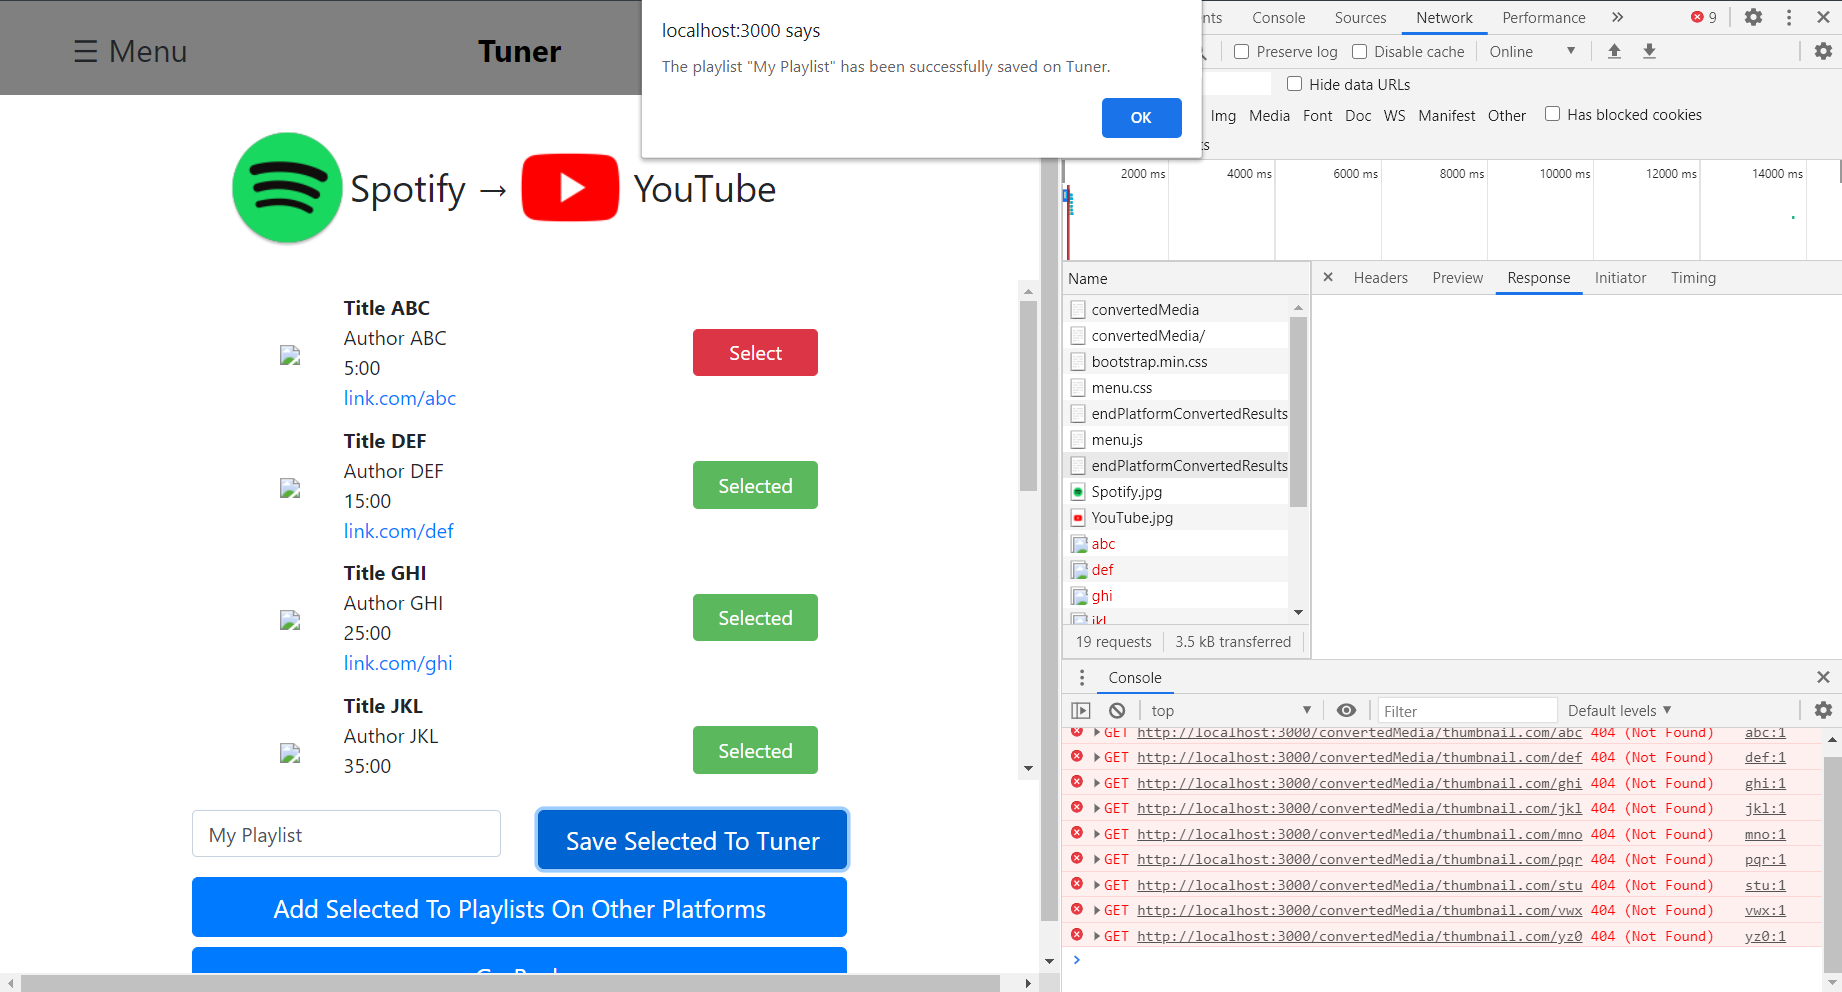 ☰ Menu
Tuner
localhost:3000 says
The playlist "My Playlist" has been successfully saved on Tuner.
OK
Spotify → YouTube
Title ABC
Author ABC
5:00
link.com/abc
Select
Title DEF
Author DEF
15:00
link.com/def
Selected
Title GHI
Author GHI
25:00
link.com/ghi
Selected
Title JKL
Author JKL
35:00
Selected
My Playlist
Save Selected To Tuner
Add Selected To Playlists On Other Platforms
Console Sources Network Performance » 9
Preserve log Disable cache Online
Hide data URLs
Img Media Font Doc WS Manifest Other Has blocked cookies
2000 ms 4000 ms 6000 ms 8000 ms 10000 ms 12000 ms 14000 ms
Name
convertedMedia
convertedMedia/
bootstrap.min.css
menu.css
endPlatformConvertedResults
menu.js
endPlatformConvertedResults
Spotify.jpg
YouTube.jpg
abc
def
ghi
jkl
19 requests 3.5 kB transferred
Headers Preview Response Initiator Timing
Console
top Filter Default levels
GET http://localhost:3000/convertedMedia/thumbnail.com/abc 404 (Not Found) abc:1
GET http://localhost:3000/convertedMedia/thumbnail.com/def 404 (Not Found) def:1
GET http://localhost:3000/convertedMedia/thumbnail.com/ghi 404 (Not Found) ghi:1
GET http://localhost:3000/convertedMedia/thumbnail.com/jkl 404 (Not Found) jkl:1
GET http://localhost:3000/convertedMedia/thumbnail.com/mno 404 (Not Found) mno:1
GET http://localhost:3000/convertedMedia/thumbnail.com/pqr 404 (Not Found) pqr:1
GET http://localhost:3000/convertedMedia/thumbnail.com/stu 404 (Not Found) stu:1
GET http://localhost:3000/convertedMedia/thumbnail.com/vwx 404 (Not Found) vwx:1
GET http://localhost:3000/convertedMedia/thumbnail.com/yz0 404 (Not Found) yz0:1